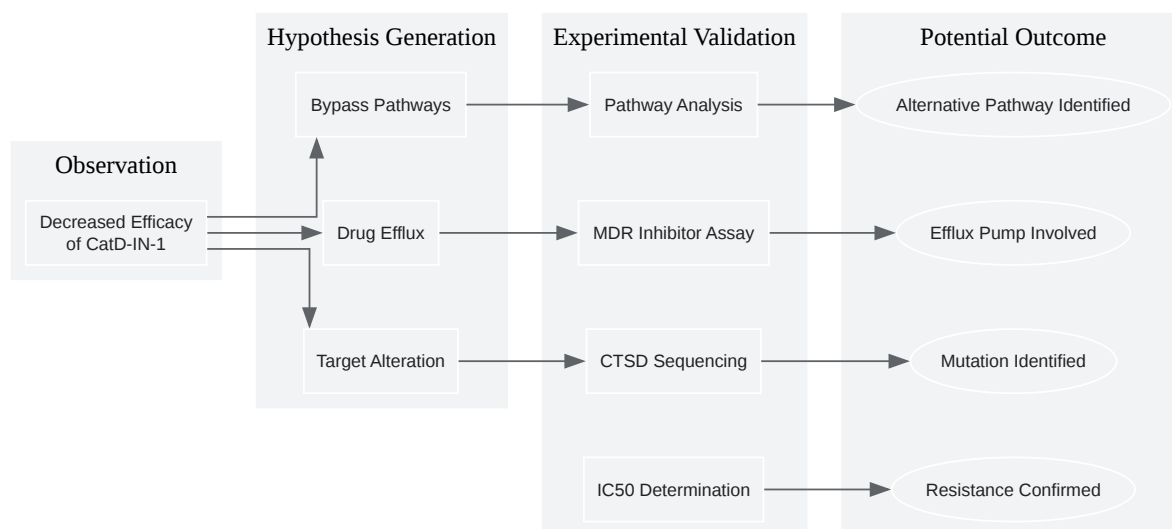 Hypothesis Generation
Experimental Validation
Potential Outcome
Bypass Pathways
Pathway Analysis
Alternative Pathway Identified
Observation
Decreased Efficacy
of CatD-IN-1
Drug Efflux
MDR Inhibitor Assay
Efflux Pump Involved
Target Alteration
CTSD Sequencing
Mutation Identified
IC50 Determination
Resistance Confirmed